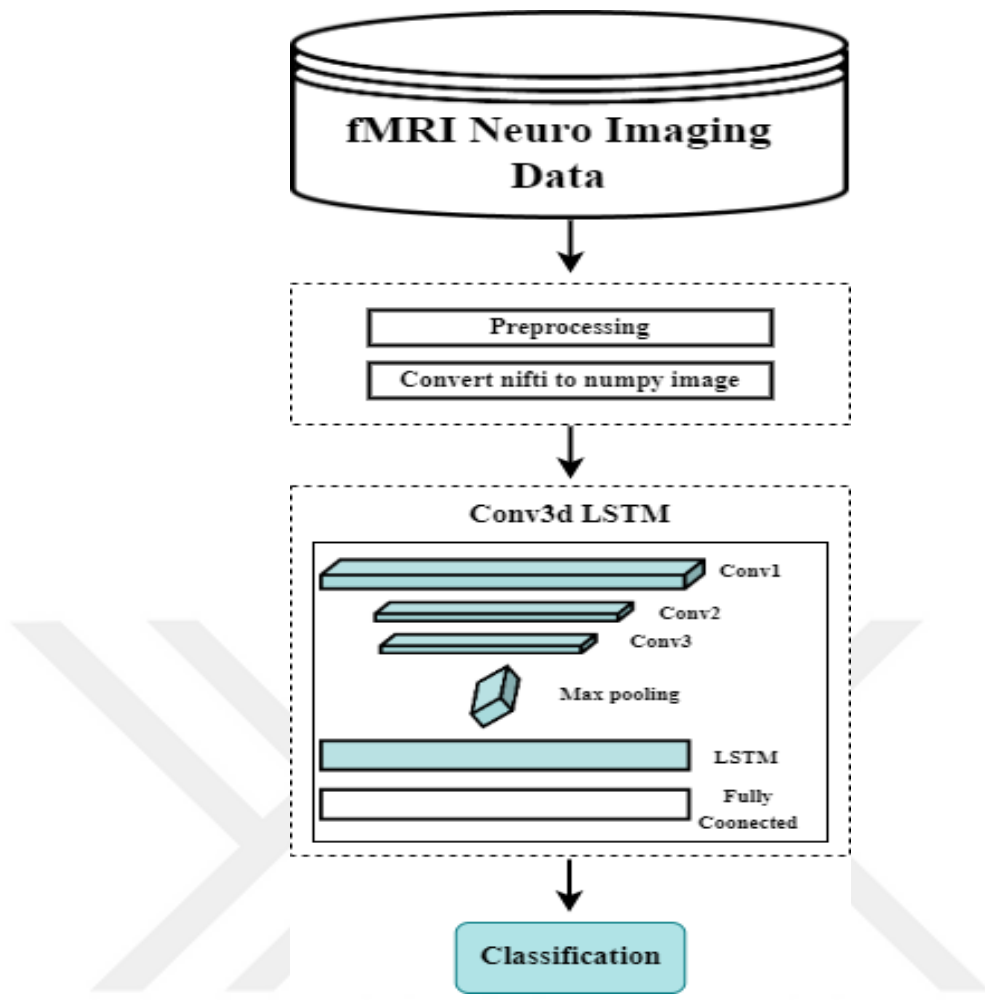 fMRI Neuro Imaging
Data
Preprocessing
Convert nifti to numpy image
Conv3d LSTM
Conv1
Conv2
Conv3
Max pooling
LSTM
Fully
Coonected
Classification